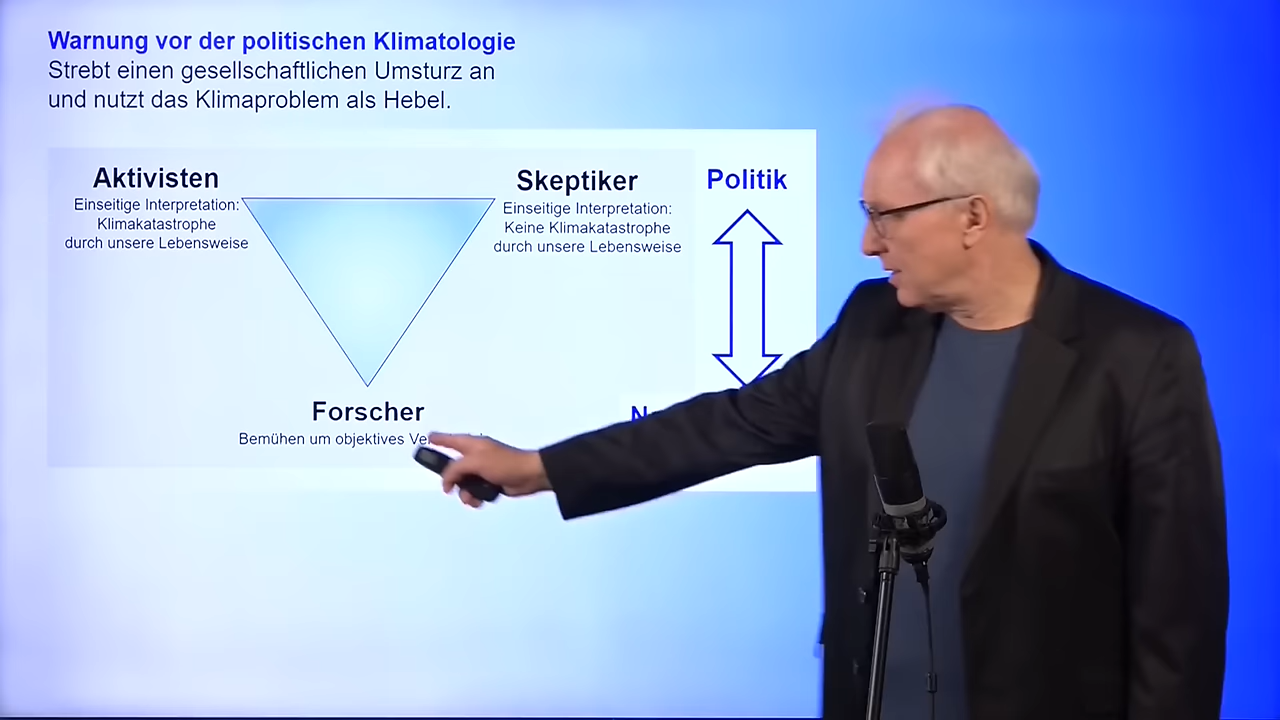 Warnung vor der politischen Klimatologie
Strebt einen gesellschaftlichen Umsturz an
und nutzt das Klimaproblem als Hebel.
Aktivisten
Einseitige Interpretation:
Klimakatastrophe
durch unsere Lebensweise
Skeptiker
Einseitige Interpretation:
Keine Klimakatastrophe
durch unsere Lebensweise
Politik
Forscher
Bemühen um objektives